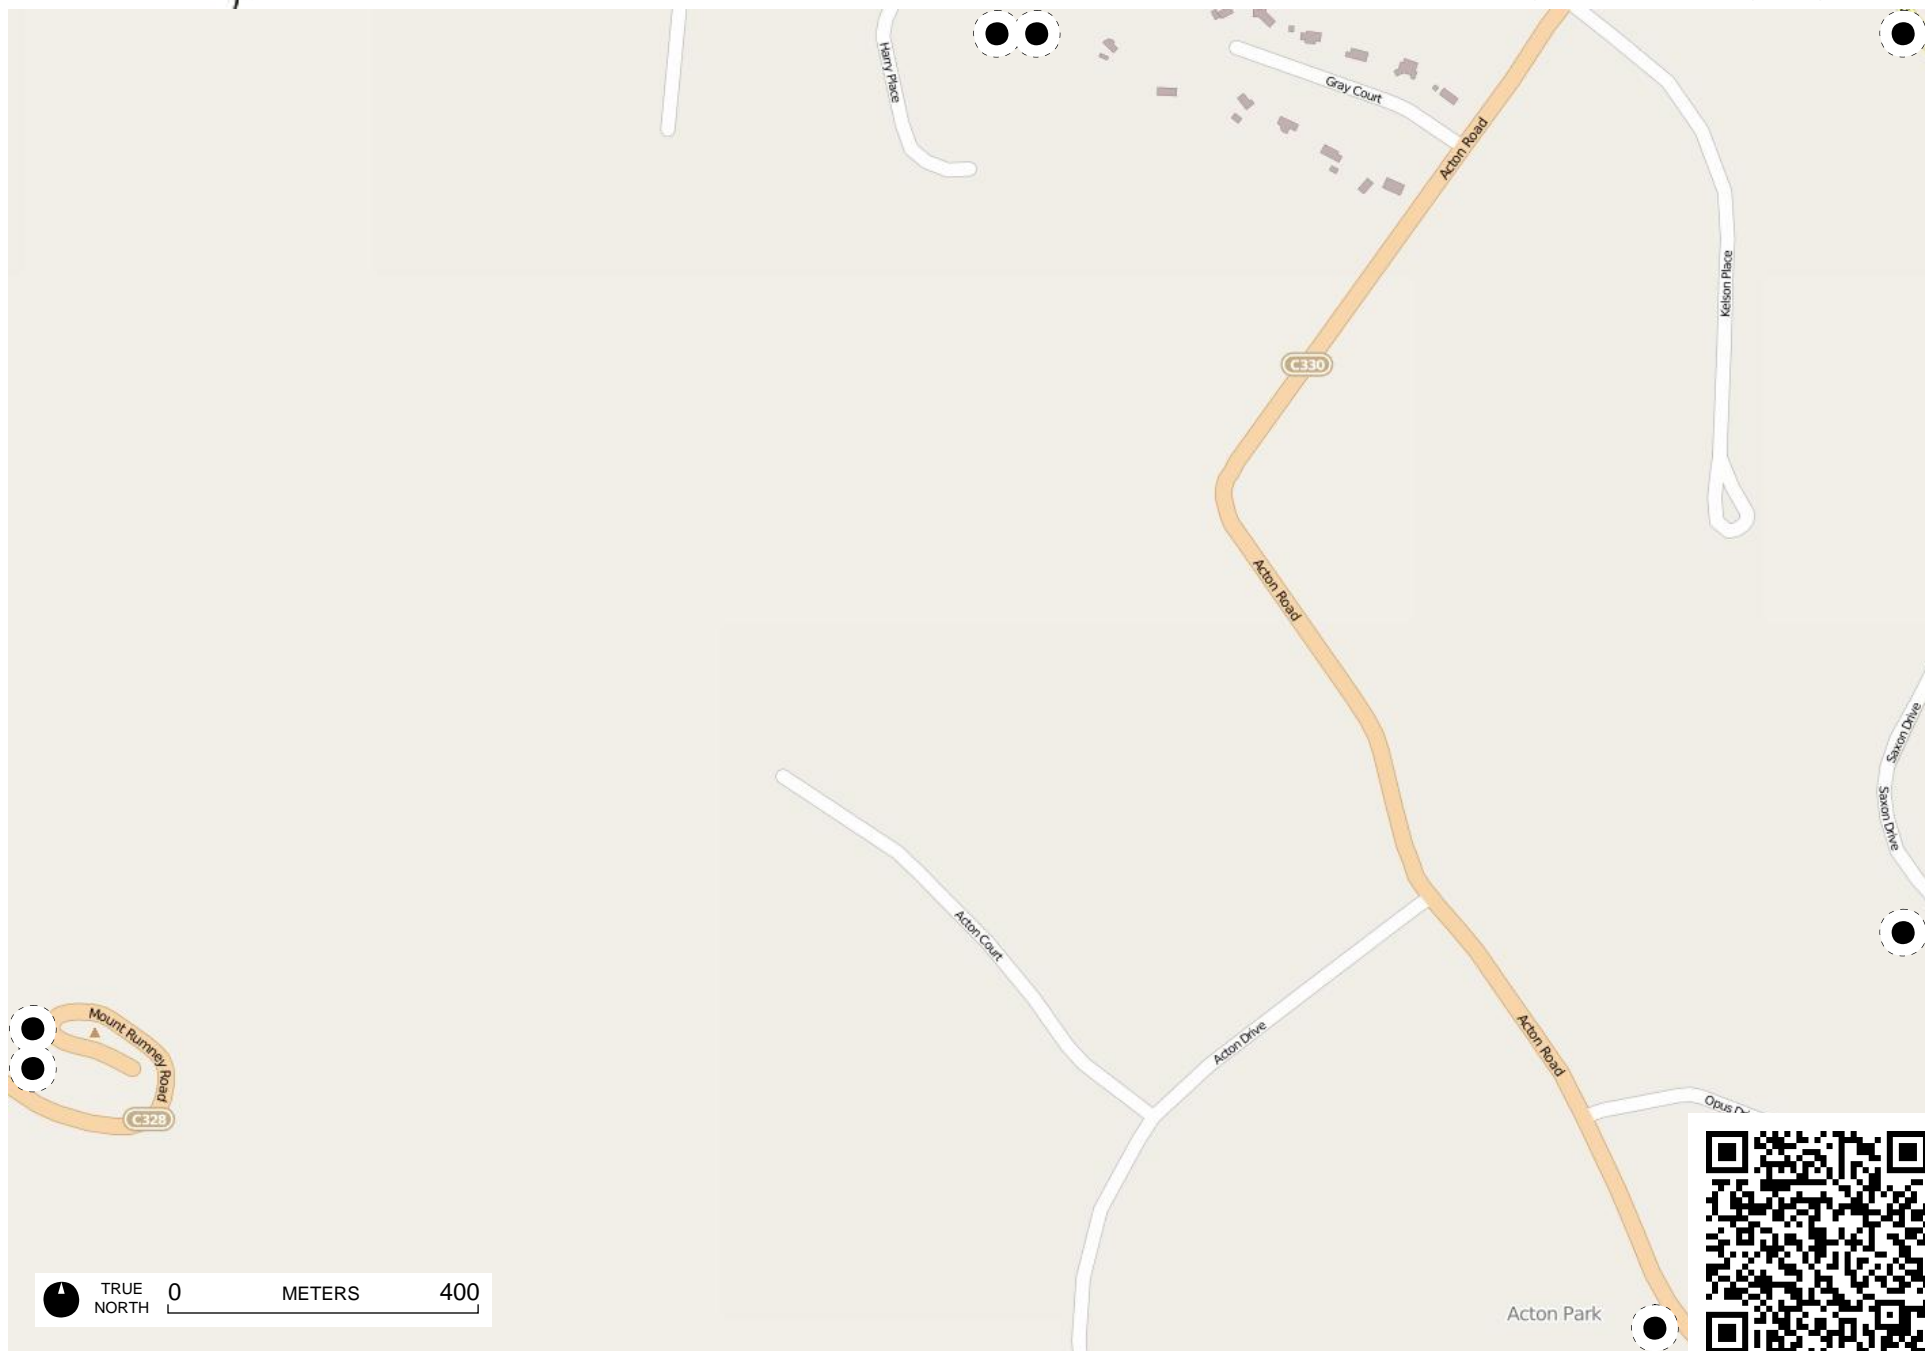 Harry Place
Gray Court
Acton Road
Kelson Place
C330
Acton Road
Saxon Drive
Saxon Drive
Acton Court
Mount Rumney Road
Acton Drive
Acton Road
C328
Opus
TRUE NORTH
0 METERS 400
Acton Park